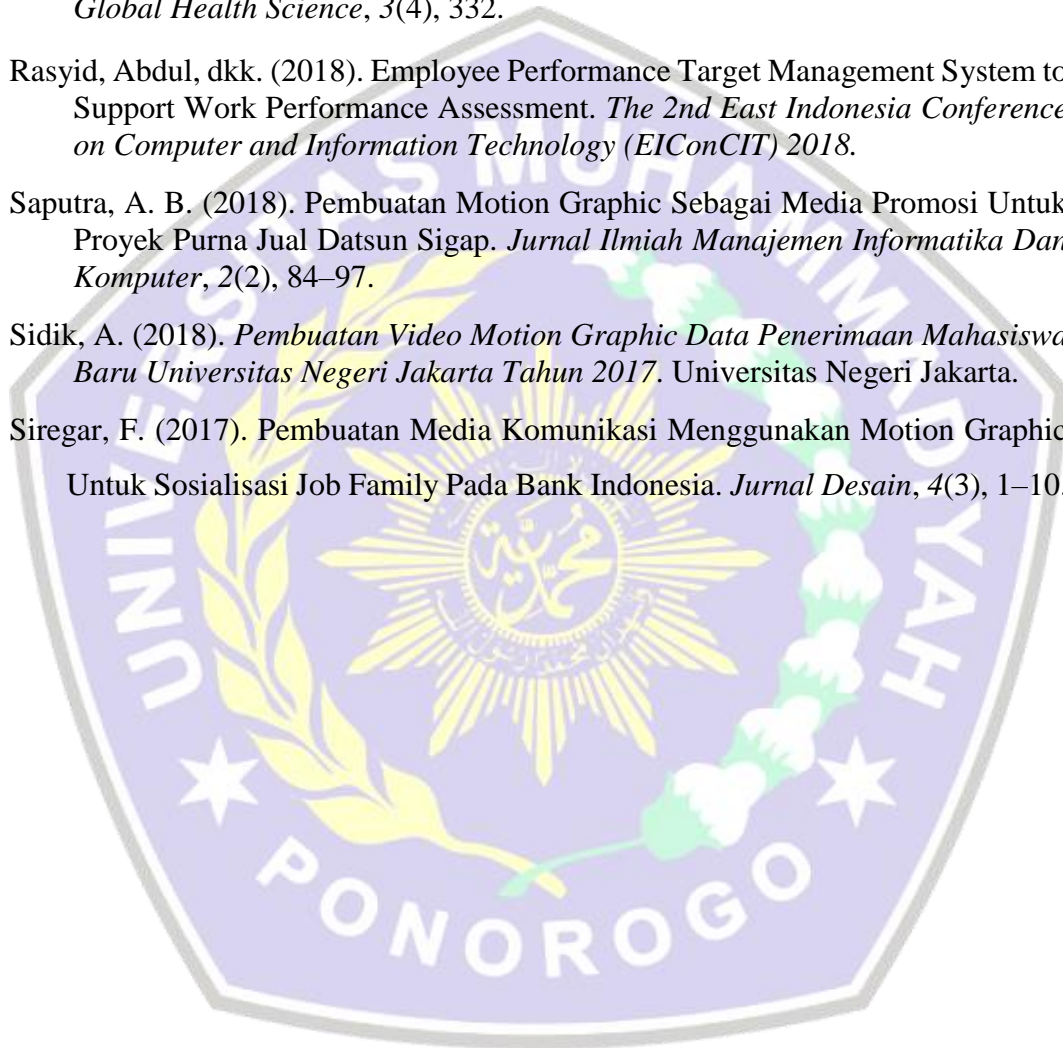 Global Health Science, 3(4), 332.
Rasyid, Abdul, dkk. (2018). Employee Performance Target Management System to
Support Work Performance Assessment. The 2nd East Indonesia Conference
on Computer and Information Technology (EIConCIT) 2018.
Saputra, A. B. (2018). Pembuatan Motion Graphic Sebagai Media Promosi Untuk
Proyek Purna Jual Datsun Sigap. Jurnal Ilmiah Manajemen Informatika Dan
Komputer, 2(2), 84–97.
Sidik, A. (2018). Pembuatan Video Motion Graphic Data Penerimaan Mahasiswa
Baru Universitas Negeri Jakarta Tahun 2017. Universitas Negeri Jakarta.
Siregar, F. (2017). Pembuatan Media Komunikasi Menggunakan Motion Graphic
Untuk Sosialisasi Job Family Pada Bank Indonesia. Jurnal Desain, 4(3), 1–10.
UNIVERSITAS MUHAMMADIYAH
محمدية
PONOROGO